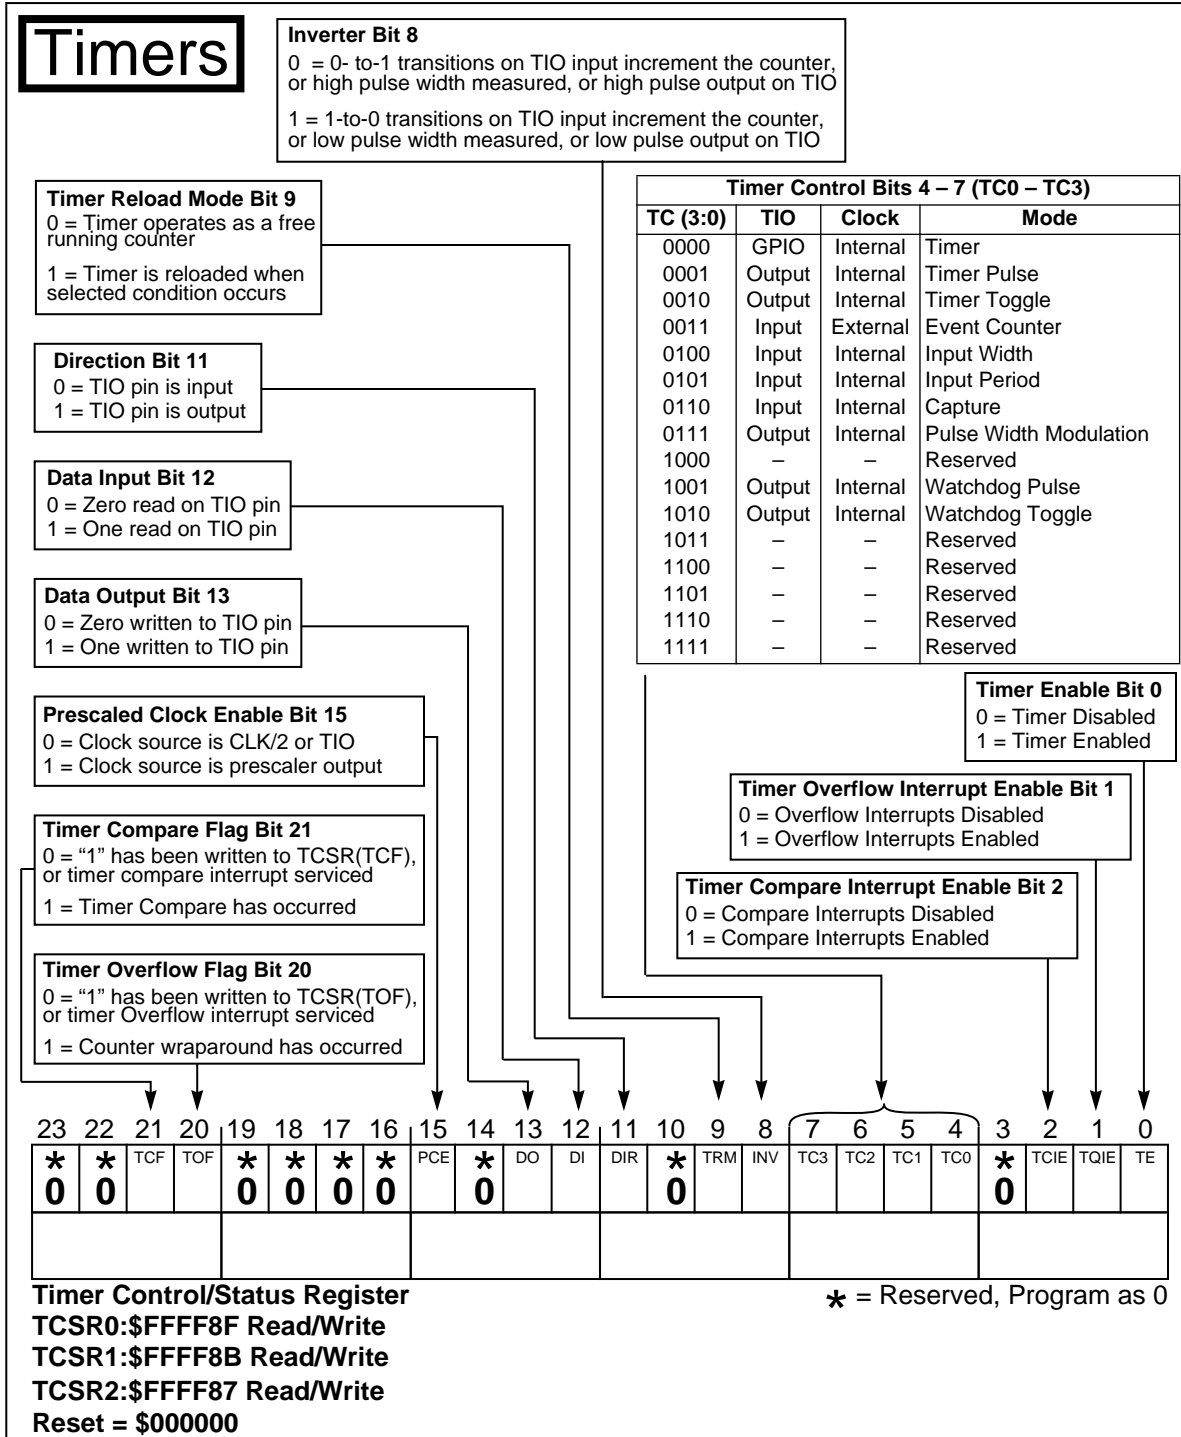 Timers
Inverter Bit 8
0 = 0- to-1 transitions on TIO input increment the counter,
or high pulse width measured, or high pulse output on TIO
1 = 1-to-0 transitions on TIO input increment the counter,
or low pulse width measured, or low pulse output on TIO
Timer Reload Mode Bit 9
0 = Timer operates as a free
running counter
1 = Timer is reloaded when
selected condition occurs
Direction Bit 11
0 = TIO pin is input
1 = TIO pin is output
Data Input Bit 12
0 = Zero read on TIO pin
1 = One read on TIO pin
Data Output Bit 13
0 = Zero written to TIO pin
1 = One written to TIO pin
Prescaled Clock Enable Bit 15
0 = Clock source is CLK/2 or TIO
1 = Clock source is prescaler output
Timer Compare Flag Bit 21
0 = “1” has been written to TCSR(TCF),
or timer compare interrupt serviced
1 = Timer Compare has occurred
Timer Overflow Flag Bit 20
0 = “1” has been written to TCSR(TOF),
or timer Overflow interrupt serviced
1 = Counter wraparound has occurred
Timer Control Bits 4 – 7 (TC0 – TC3)
TC (3:0) TIO Clock Mode
0000 GPIO Internal Timer
0001 Output Internal Timer Pulse
0010 Output Internal Timer Toggle
0011 Input External Event Counter
0100 Input Internal Input Width
0101 Input Internal Input Period
0110 Input Internal Capture
0111 Output Internal Pulse Width Modulation
1000 – – Reserved
1001 Output Internal Watchdog Pulse
1010 Output Internal Watchdog Toggle
1011 – – Reserved
1100 – – Reserved
1101 – – Reserved
1110 – – Reserved
1111 – – Reserved
Timer Enable Bit 0
0 = Timer Disabled
1 = Timer Enabled
Timer Overflow Interrupt Enable Bit 1
0 = Overflow Interrupts Disabled
1 = Overflow Interrupts Enabled
Timer Compare Interrupt Enable Bit 2
0 = Compare Interrupts Disabled
1 = Compare Interrupts Enabled
23 22 21 20 19 18 17 16 15 14 13 12 11 10 9 8 7 6 5 4 3 2 1 0
* * TCF TOF * * * * PCE * DO DI DIR * TRM INV TC3 TC2 TC1 TC0 * TCIE TQIE TE
0 0 0 0 0 0 0 0 0
Timer Control/Status Register
TCSR0:$FFFF8F Read/Write
TCSR1:$FFFF8B Read/Write
TCSR2:$FFFF87 Read/Write
Reset = $000000
* = Reserved, Program as 0